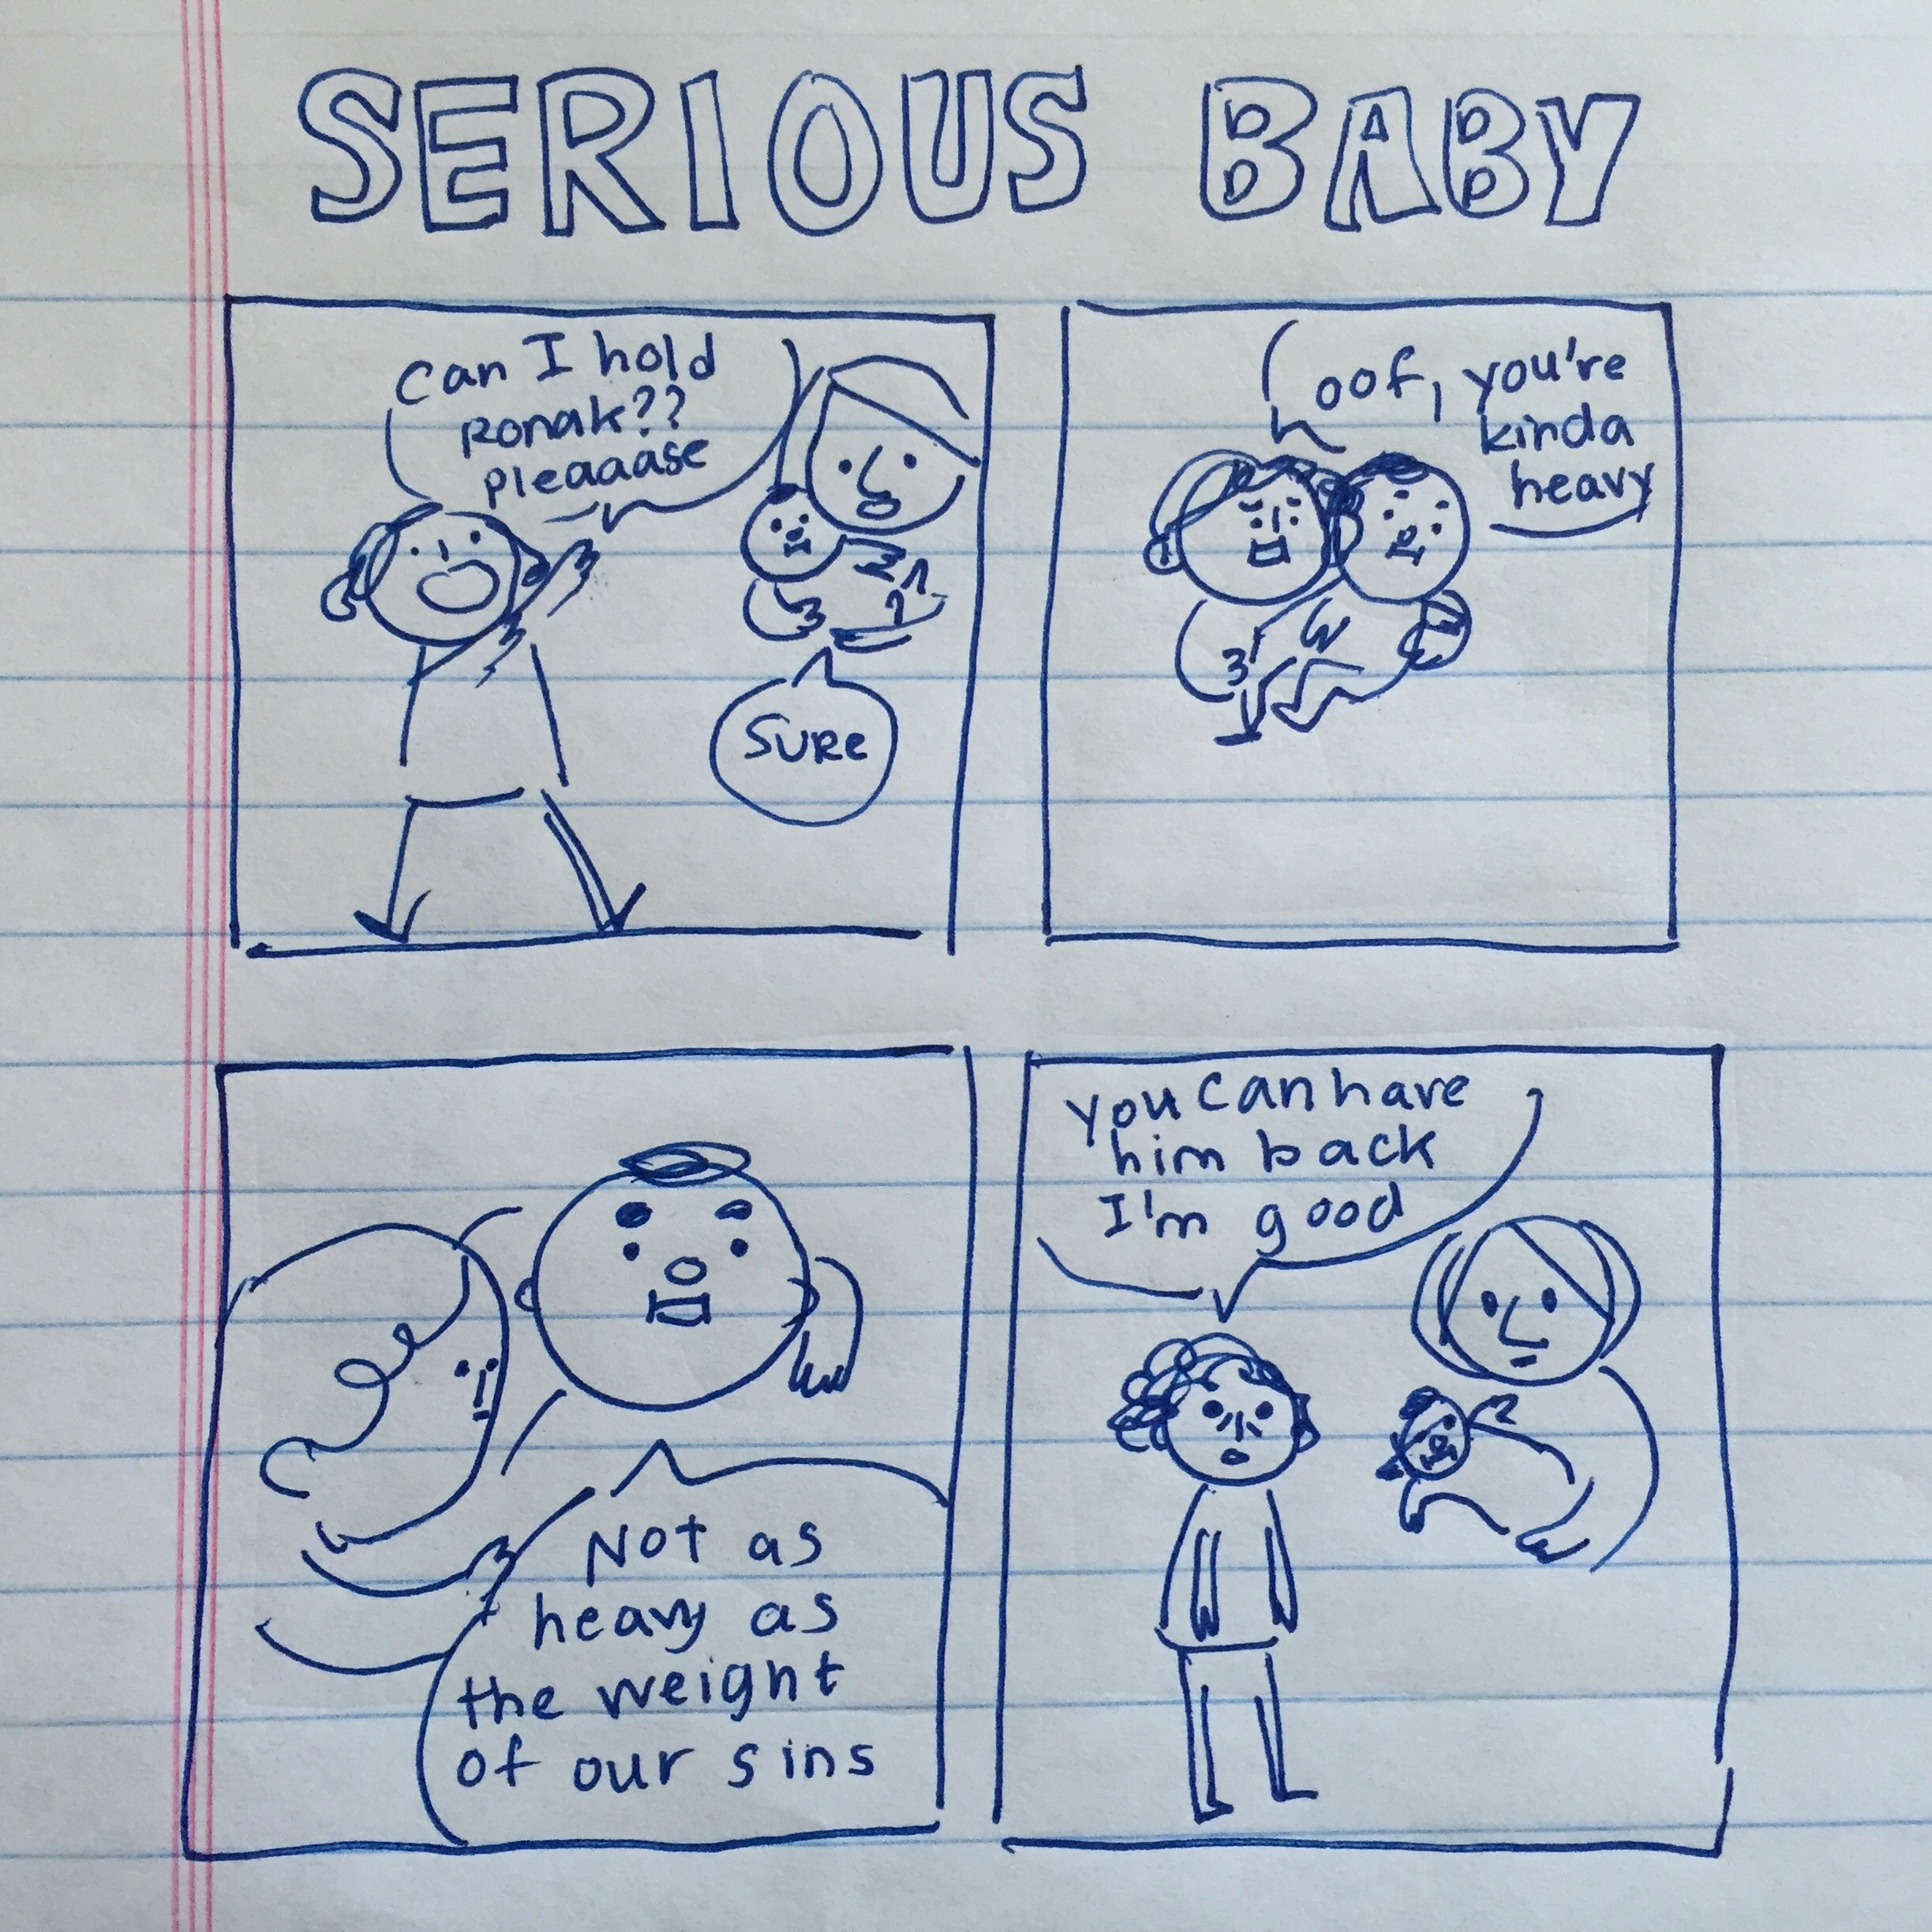 SERIOUS BABY
can I hold
Ronak??
pleaaase
SURe
oof, you're
kinda
heavy
Not as
heavy as
the weight
of our sins
you can have
him back
I'm good